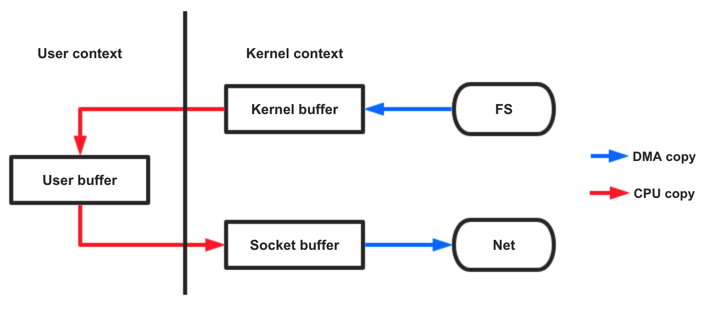 User context
Kernel context
Kernel buffer
FS
DMA copy
User buffer
CPU copy
Socket buffer
Net